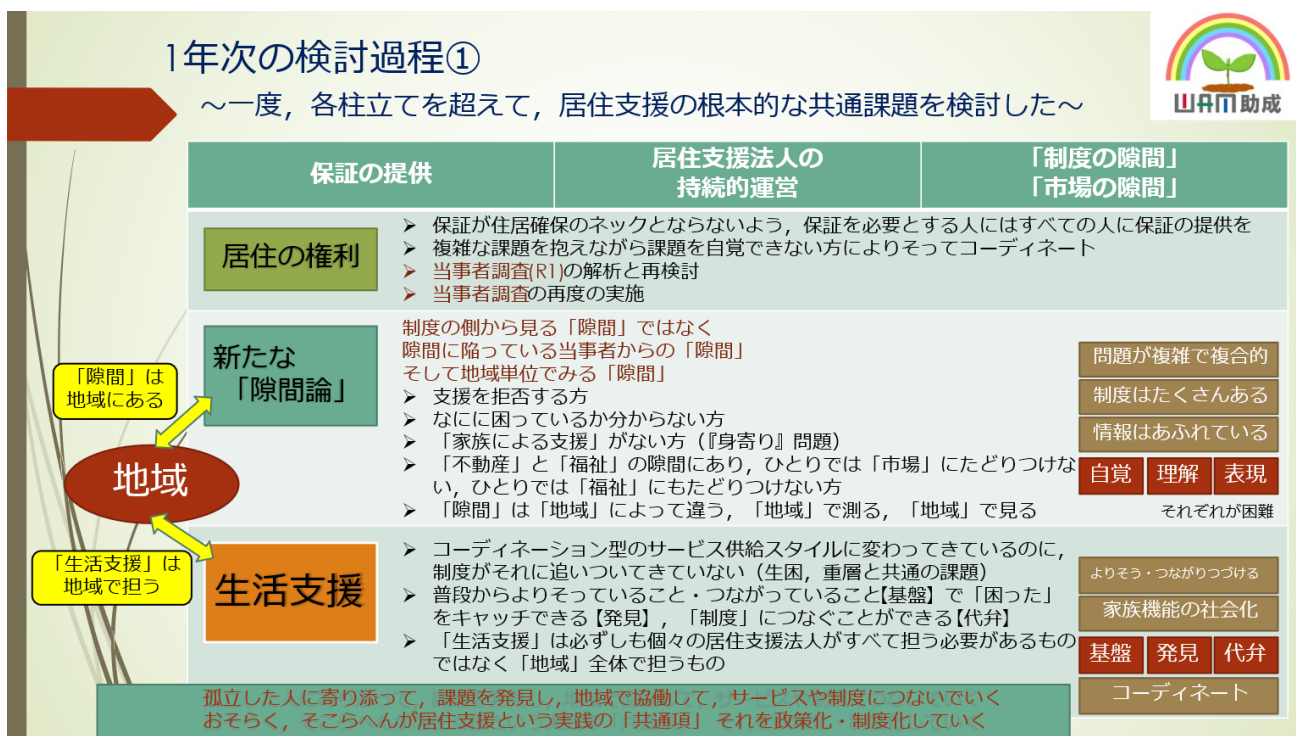 1年次の検討過程①
～一度，各柱立てを超えて，居住支援の根本的な共通課題を検討した～
WAM助成
保証の提供
居住支援法人の
持続的運営
「制度の隙間」
「市場の隙間」
居住の権利
➢ 保証が住居確保のネックとならないよう，保証を必要とする人にはすべての人に保証の提供を
➢ 複雑な課題を抱えながら課題を自覚できない方によりそってコーディネート
➢ 当事者調査(R1)の解析と再検討
➢ 当事者調査の再度の実施
新たな
「隙間論」
制度の側から見る「隙間」ではなく
隙間に陥っている当事者からの「隙間」
そして地域単位でみる「隙間」
➢ 支援を拒否する方
➢ なにに困っているか分からない方
➢ 「家族による支援」がない方（『身寄り』問題）
➢ 「不動産」と「福祉」の隙間にあり，ひとりでは「市場」にたどりつけな
い，ひとりでは「福祉」にもたどりつけない方
➢ 「隙間」は「地域」によって違う，「地域」で測る，「地域」で見る
問題が複雑で複合的
制度はたくさんある
情報はあふれている
自覚 理解 表現
それぞれが困難
「隙間」は
地域にある
地域
「生活支援」は
地域で担う
生活支援
➢ コーディネーション型のサービス供給スタイルに変わってきているのに，
制度がそれに追いついてきていない（生困，重層と共通の課題）
➢ 普段からよりそっていること・つながっていること【基盤】で「困った」
をキャッチできる【発見】，「制度」につなぐことができる【代弁】
➢ 「生活支援」は必ずしも個々の居住支援法人がすべて担う必要があるもの
ではなく「地域」全体で担うもの
よりそう・つながりつづける
家族機能の社会化
基盤 発見 代弁
コーディネート
孤立した人に寄り添って，課題を発見し，地域で協働して，サービスや制度につないでいく
おそらく，そこらへんが居住支援という実践の「共通項」 それを政策化・制度化していく